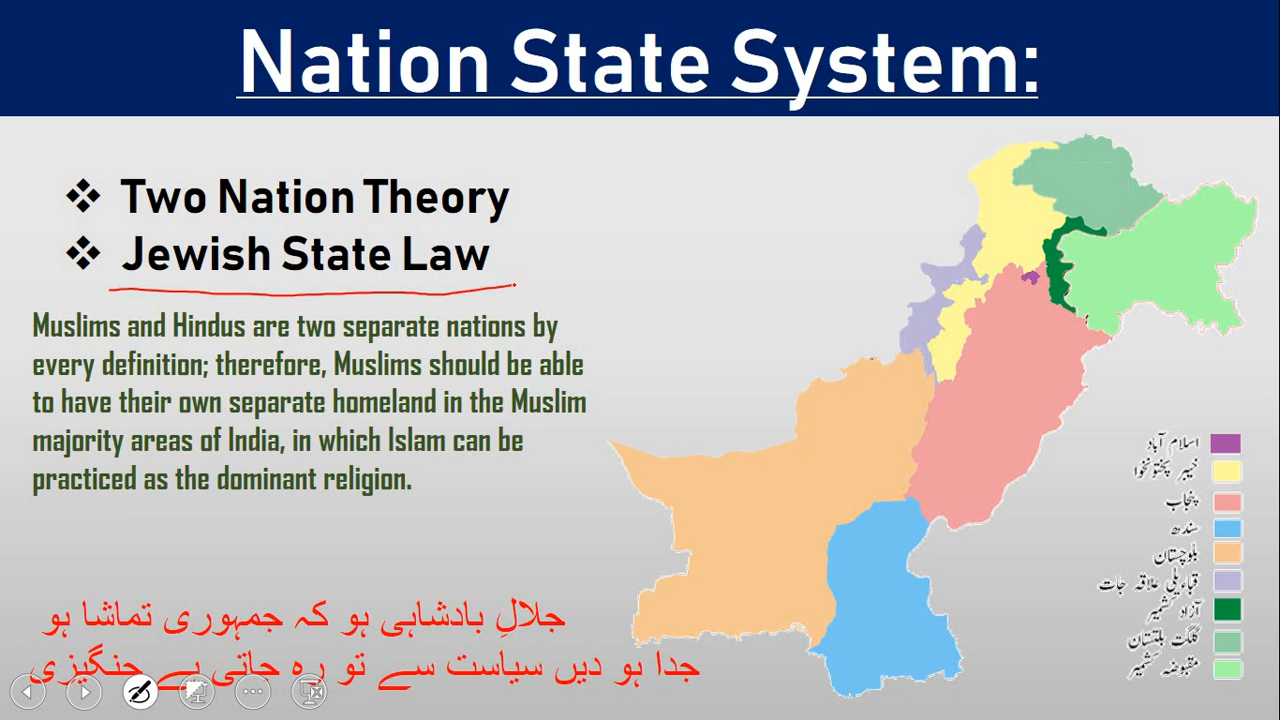 Nation State System:
❖ Two Nation Theory
❖ Jewish State Law
Muslims and Hindus are two separate nations by
every definition; therefore, Muslims should be able
to have their own separate homeland in the Muslim
majority areas of India, in which Islam can be
practiced as the dominant religion.
جلالِ بادشاہی ہو کہ جمہوری تماشا ہو
جدا ہو دیں سیاست سے تو رہ جاتی ہے چنگیزی
اسلام آباد
خیبر پختونخوا
پنجاب
سندھ
بلوچستان
قبایلی علاقہ جات
آزاد کشمیر
گلگت بلتستان
مقبوضہ کشمیر